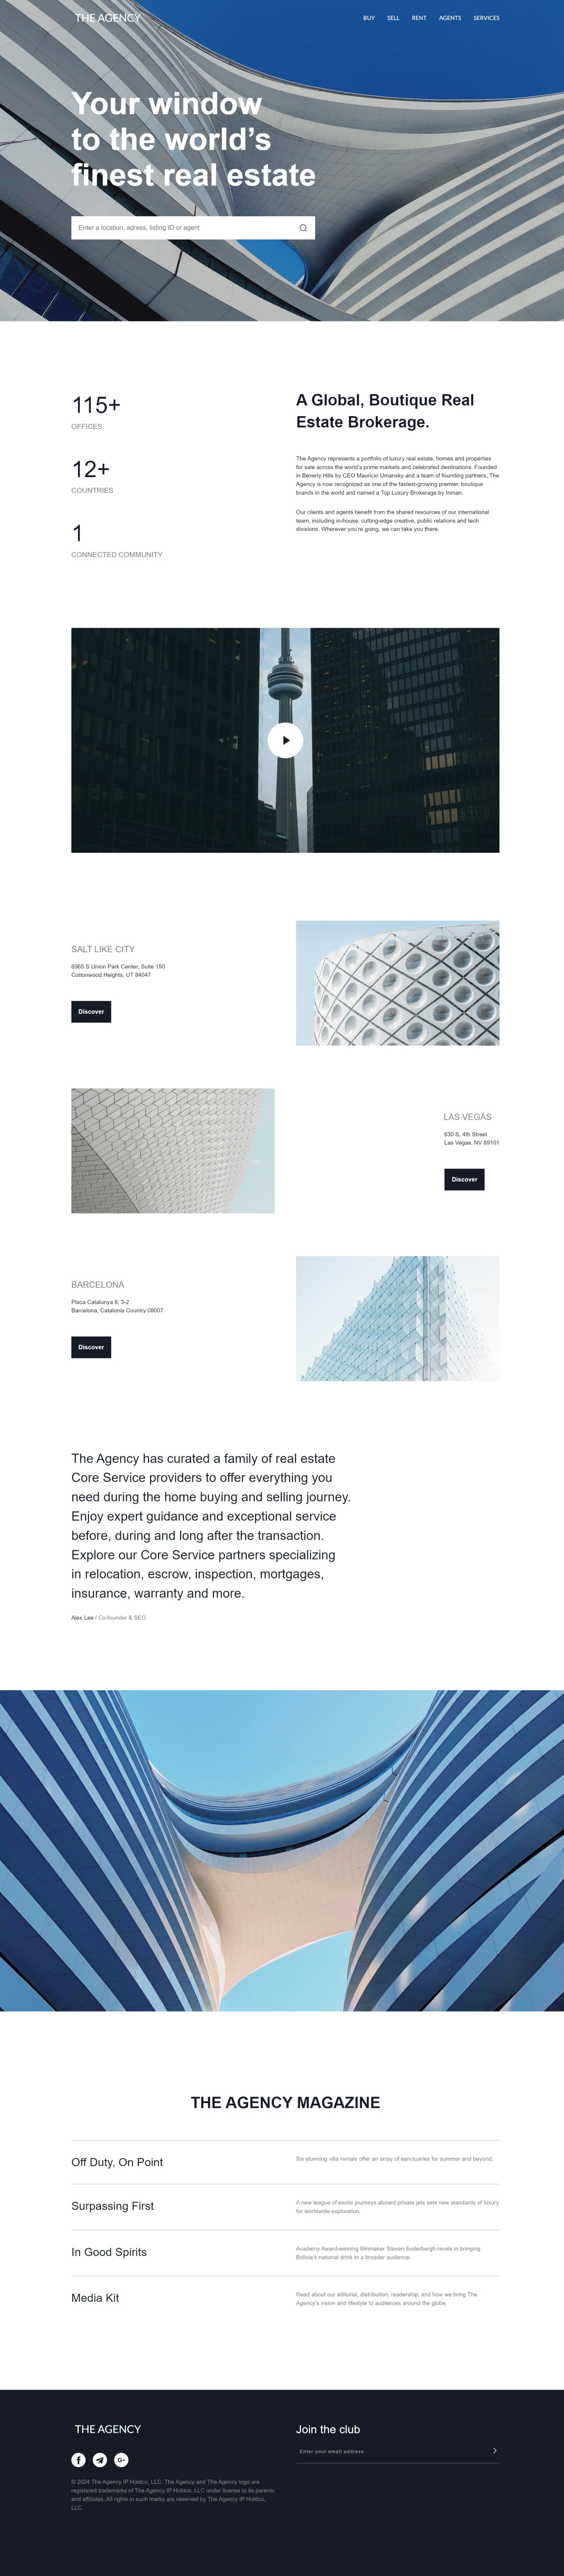 THE AGENCY
BUY SELL RENT AGENTS SERVICES
Your window
to the world's
finest real estate
Enter a location, adress, listing ID or agent
115+
OFFICES
12+
COUNTRIES
1
CONNECTED COMMUNITY
A Global, Boutique Real
Estate Brokerage.
The Agency represents a portfolio of luxury real estate, homes and properties
for sale across the world's prime markets and celebrated destinations. Founded
in Beverly Hills by CEO Mauricio Umansky and a team of founding partners, The
Agency is now recognized as one of the fastest-growing premier, boutique
brands in the world and named a Top Luxury Brokerage by Inman.
Our clients and agents benefit from the shared resources of our international
team, including in-house, cutting-edge creative, public relations and tech
divisions. Wherever you're going, we can take you there.
SALT LIKE CITY
6965 S Union Park Center, Suite 150
Cottonwood Heights, UT 84047
Discover
LAS VEGAS
630 S. 4th Street
Las Vegas, NV 89101
Discover
BARCELONA
Placa Catalunya 8, 3-2
Barcelona, Catalonia Country 08007
Discover
The Agency has curated a family of real estate
Core Service providers to offer everything you
need during the home buying and selling journey.
Enjoy expert guidance and exceptional service
before, during and long after the transaction.
Explore our Core Service partners specializing
in relocation, escrow, inspection, mortgages,
insurance, warranty and more.
Alex Lee / Co-founder & SEO
THE AGENCY MAGAZINE
Off Duty, On Point
Six stunning villa rentals offer an array of sanctuaries for summer and beyond.
Surpassing First
A new league of exotic journeys aboard private jets sets new standards of luxury
for worldwide exploration.
In Good Spirits
Academy Award-winning filmmaker Steven Soderbergh revels in bringing
Bolivia's national drink to a broader audience.
Media Kit
Read about our editorial, distribution, readership, and how we bring The
Agency's vision and lifestyle to audiences around the globe.
THE AGENCY
f G+
© 2024 The Agency IP Holdco, LLC. The Agency and The Agency logo are
registered trademarks of The Agency IP Holdco, LLC under license to its parents
and affiliates. All rights in such marks are reserved by The Agency IP Holdco,
LLC.
Join the club
Enter your email address